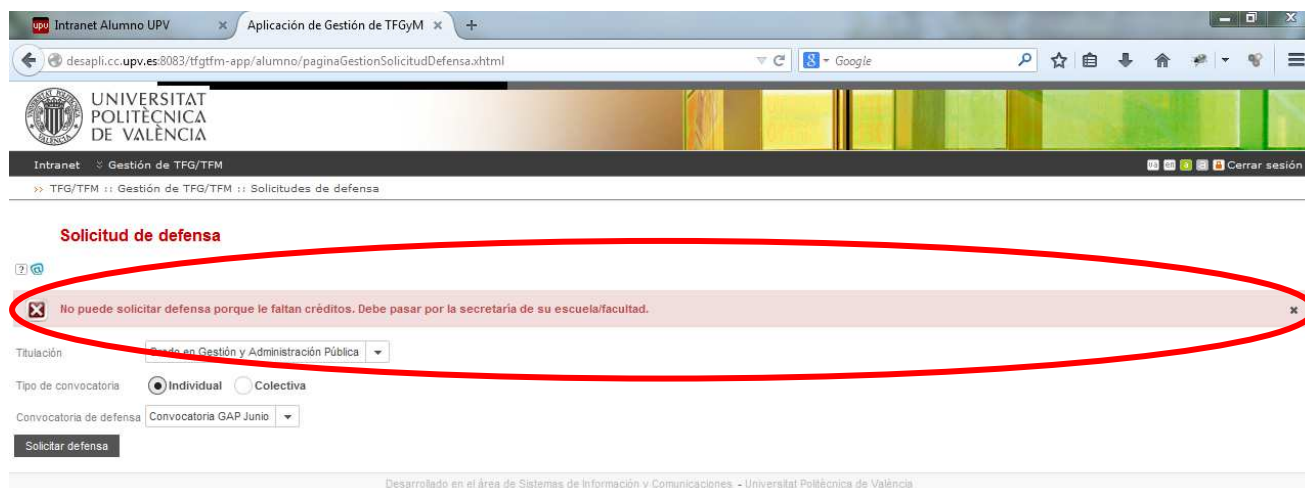 upv Intranet Alumno UPV × Aplicación de Gestión de TFGyM × +
desapli.cc.upv.es:8083/tfgtfm-app/alumno/paginaGestionSolicitudDefensa.xhtml 8 Google
UNIVERSITAT
POLITÈCNICA
DE VALÈNCIA
Intranet Gestión de TFG/TFM Cerrar sesión
>> TFG/TFM :: Gestión de TFG/TFM :: Solicitudes de defensa
Solicitud de defensa
? @
No puede solicitar defensa porque le faltan créditos. Debe pasar por la secretaría de su escuela/facultad.
Titulación Grado en Gestión y Administración Pública
Tipo de convocatoria Individual Colectiva
Convocatoria de defensa Convocatoria GAP Junio
Solicitar defensa
Desarrollado en el área de Sistemas de Información y Comunicaciones - Universitat Politècnica de València